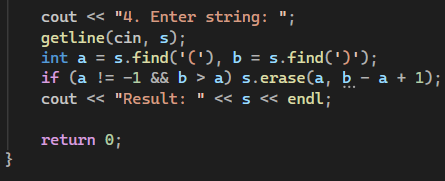 cout << "4. Enter string: ";
getline(cin, s);
int a = s.find('('), b = s.find(')');
if (a != -1 && b > a) s.erase(a, b - a + 1);
cout << "Result: " << s << endl;
return 0;
}